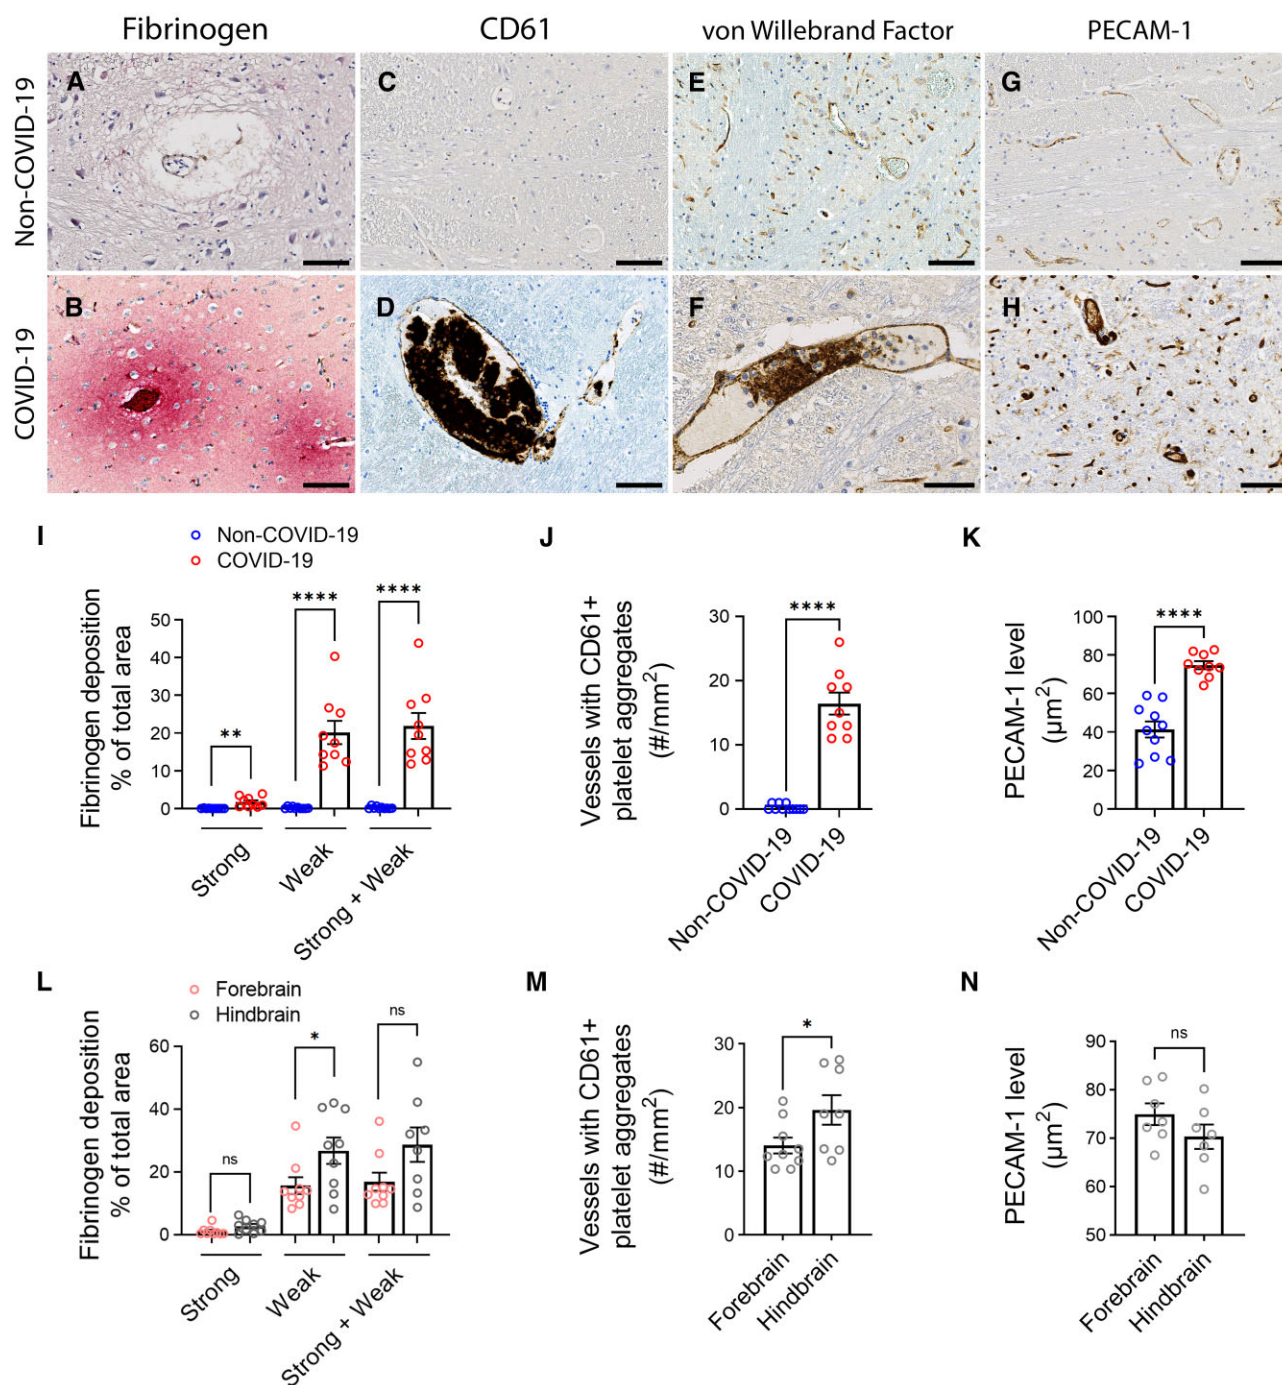 Fibrinogen
CD61
von Willebrand Factor
PECAM-1
Non-COVID-19
A
C
E
G
COVID-19
B
D
F
H
I
Non-COVID-19
COVID-19
Fibrinogen deposition
% of total area
50
40
30
20
10
0
**
****
****
Strong
Weak
Strong + Weak
J
Vessels with CD61+
platelet aggregates
(#/mm²)
30
20
10
0
****
Non-COVID-19
COVID-19
K
PECAM-1 level
(µm²)
100
80
60
40
20
0
****
Non-COVID-19
COVID-19
L
Forebrain
Hindbrain
Fibrinogen deposition
% of total area
60
40
20
0
ns
*
ns
Strong
Weak
Strong + Weak
M
Vessels with CD61+
platelet aggregates
(#/mm²)
30
20
10
0
*
Forebrain
Hindbrain
N
PECAM-1 level
(µm²)
90
80
70
60
50
ns
Forebrain
Hindbrain